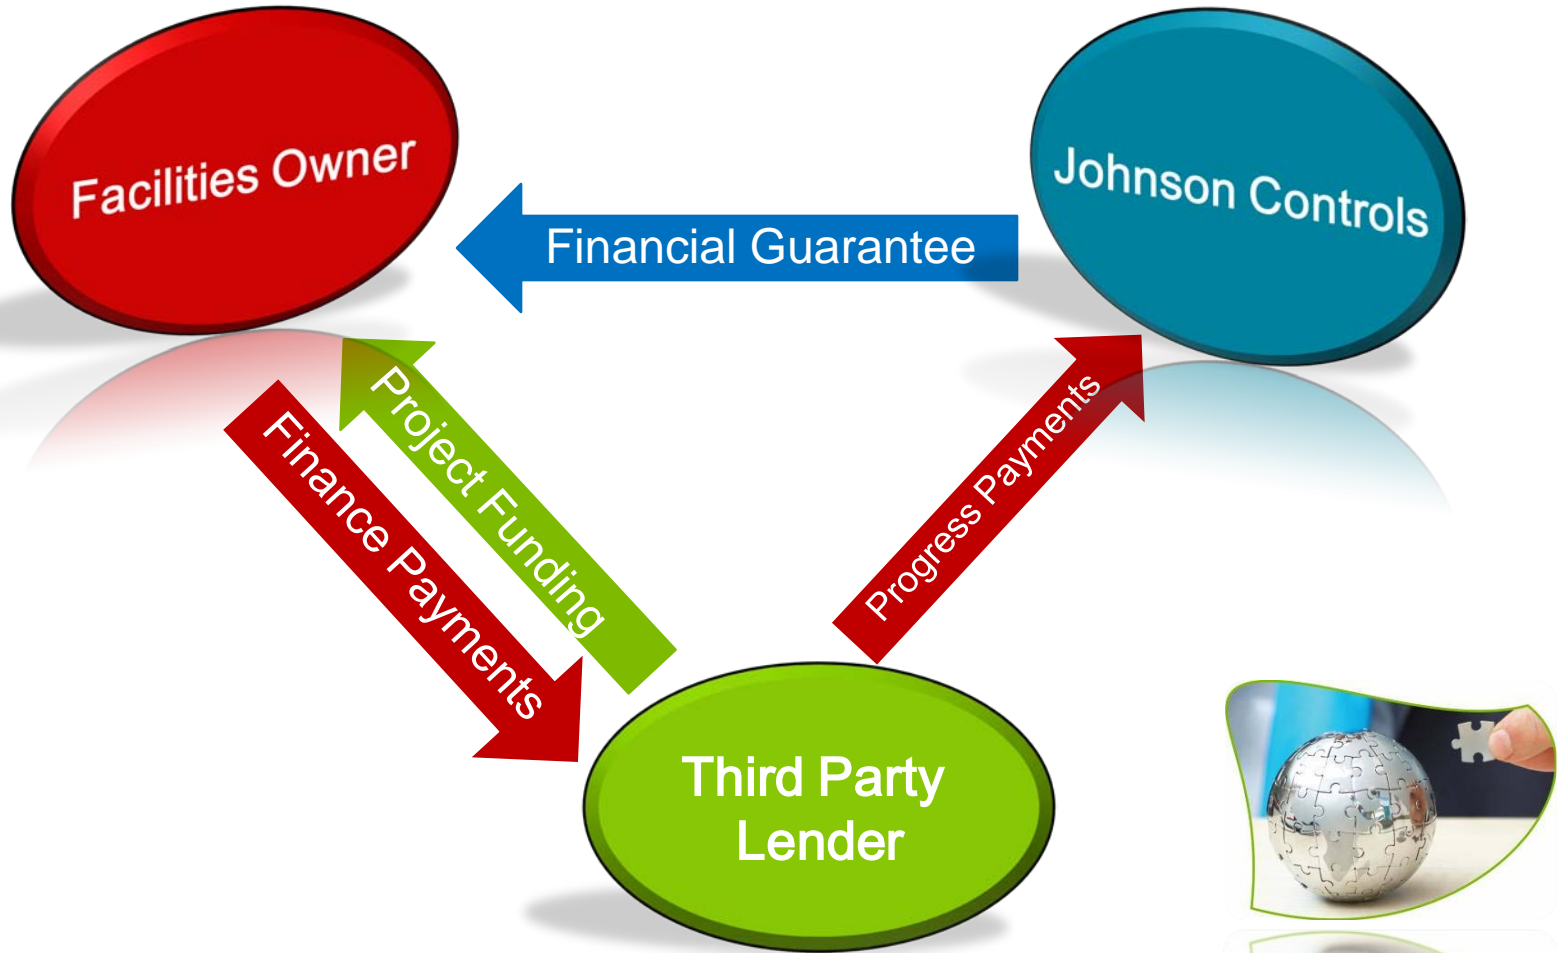 Facilities Owner
Johnson Controls
Financial Guarantee
Project Funding
Finance Payments
Progress Payments
Third Party
Lender